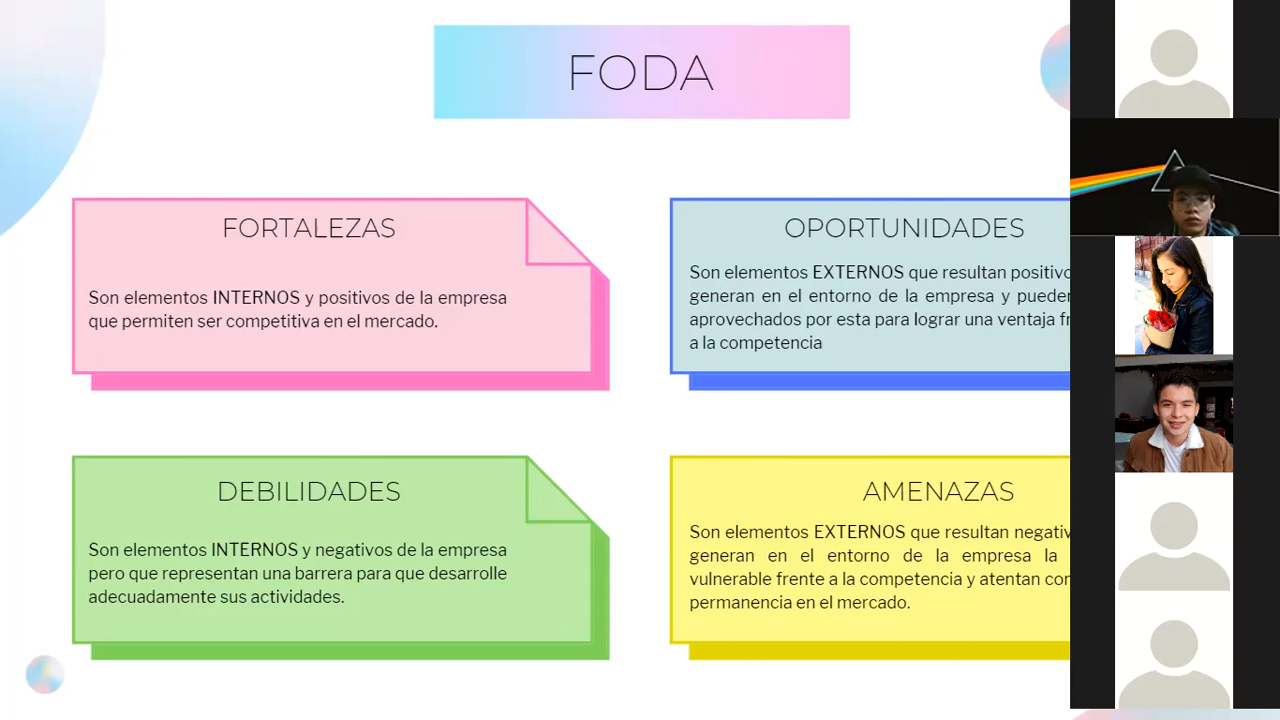 FODA
FORTALEZAS
Son elementos INTERNOS y positivos de la empresa
que permiten ser competitiva en el mercado.
OPORTUNIDADES
Son elementos EXTERNOS que resultan
generan en el entorno de la empresa y
aprovechados por esta para lograr una ventaja
a la competencia
DEBILIDADES
Son elementos INTERNOS y negativos de la empresa
pero que representan una barrera para que desarrolle
adecuadamente sus actividades.
AMENAZAS
Son elementos EXTERNOS que resultan
generan en el entorno de la empresa la
vulnerable frente a la competencia y atentan
permanencia en el mercado.